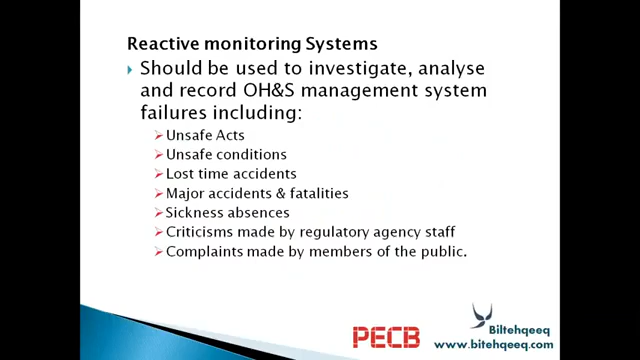 Reactive monitoring Systems
Should be used to investigate, analyse
and record OH&S management system
failures including:
Unsafe Acts
Unsafe conditions
Lost time accidents
Major accidents & fatalities
Sickness absences
Criticisms made by regulatory agency staff
Complaints made by members of the public.
PECB
Biltehqeeq
www.bitehqeeq.com